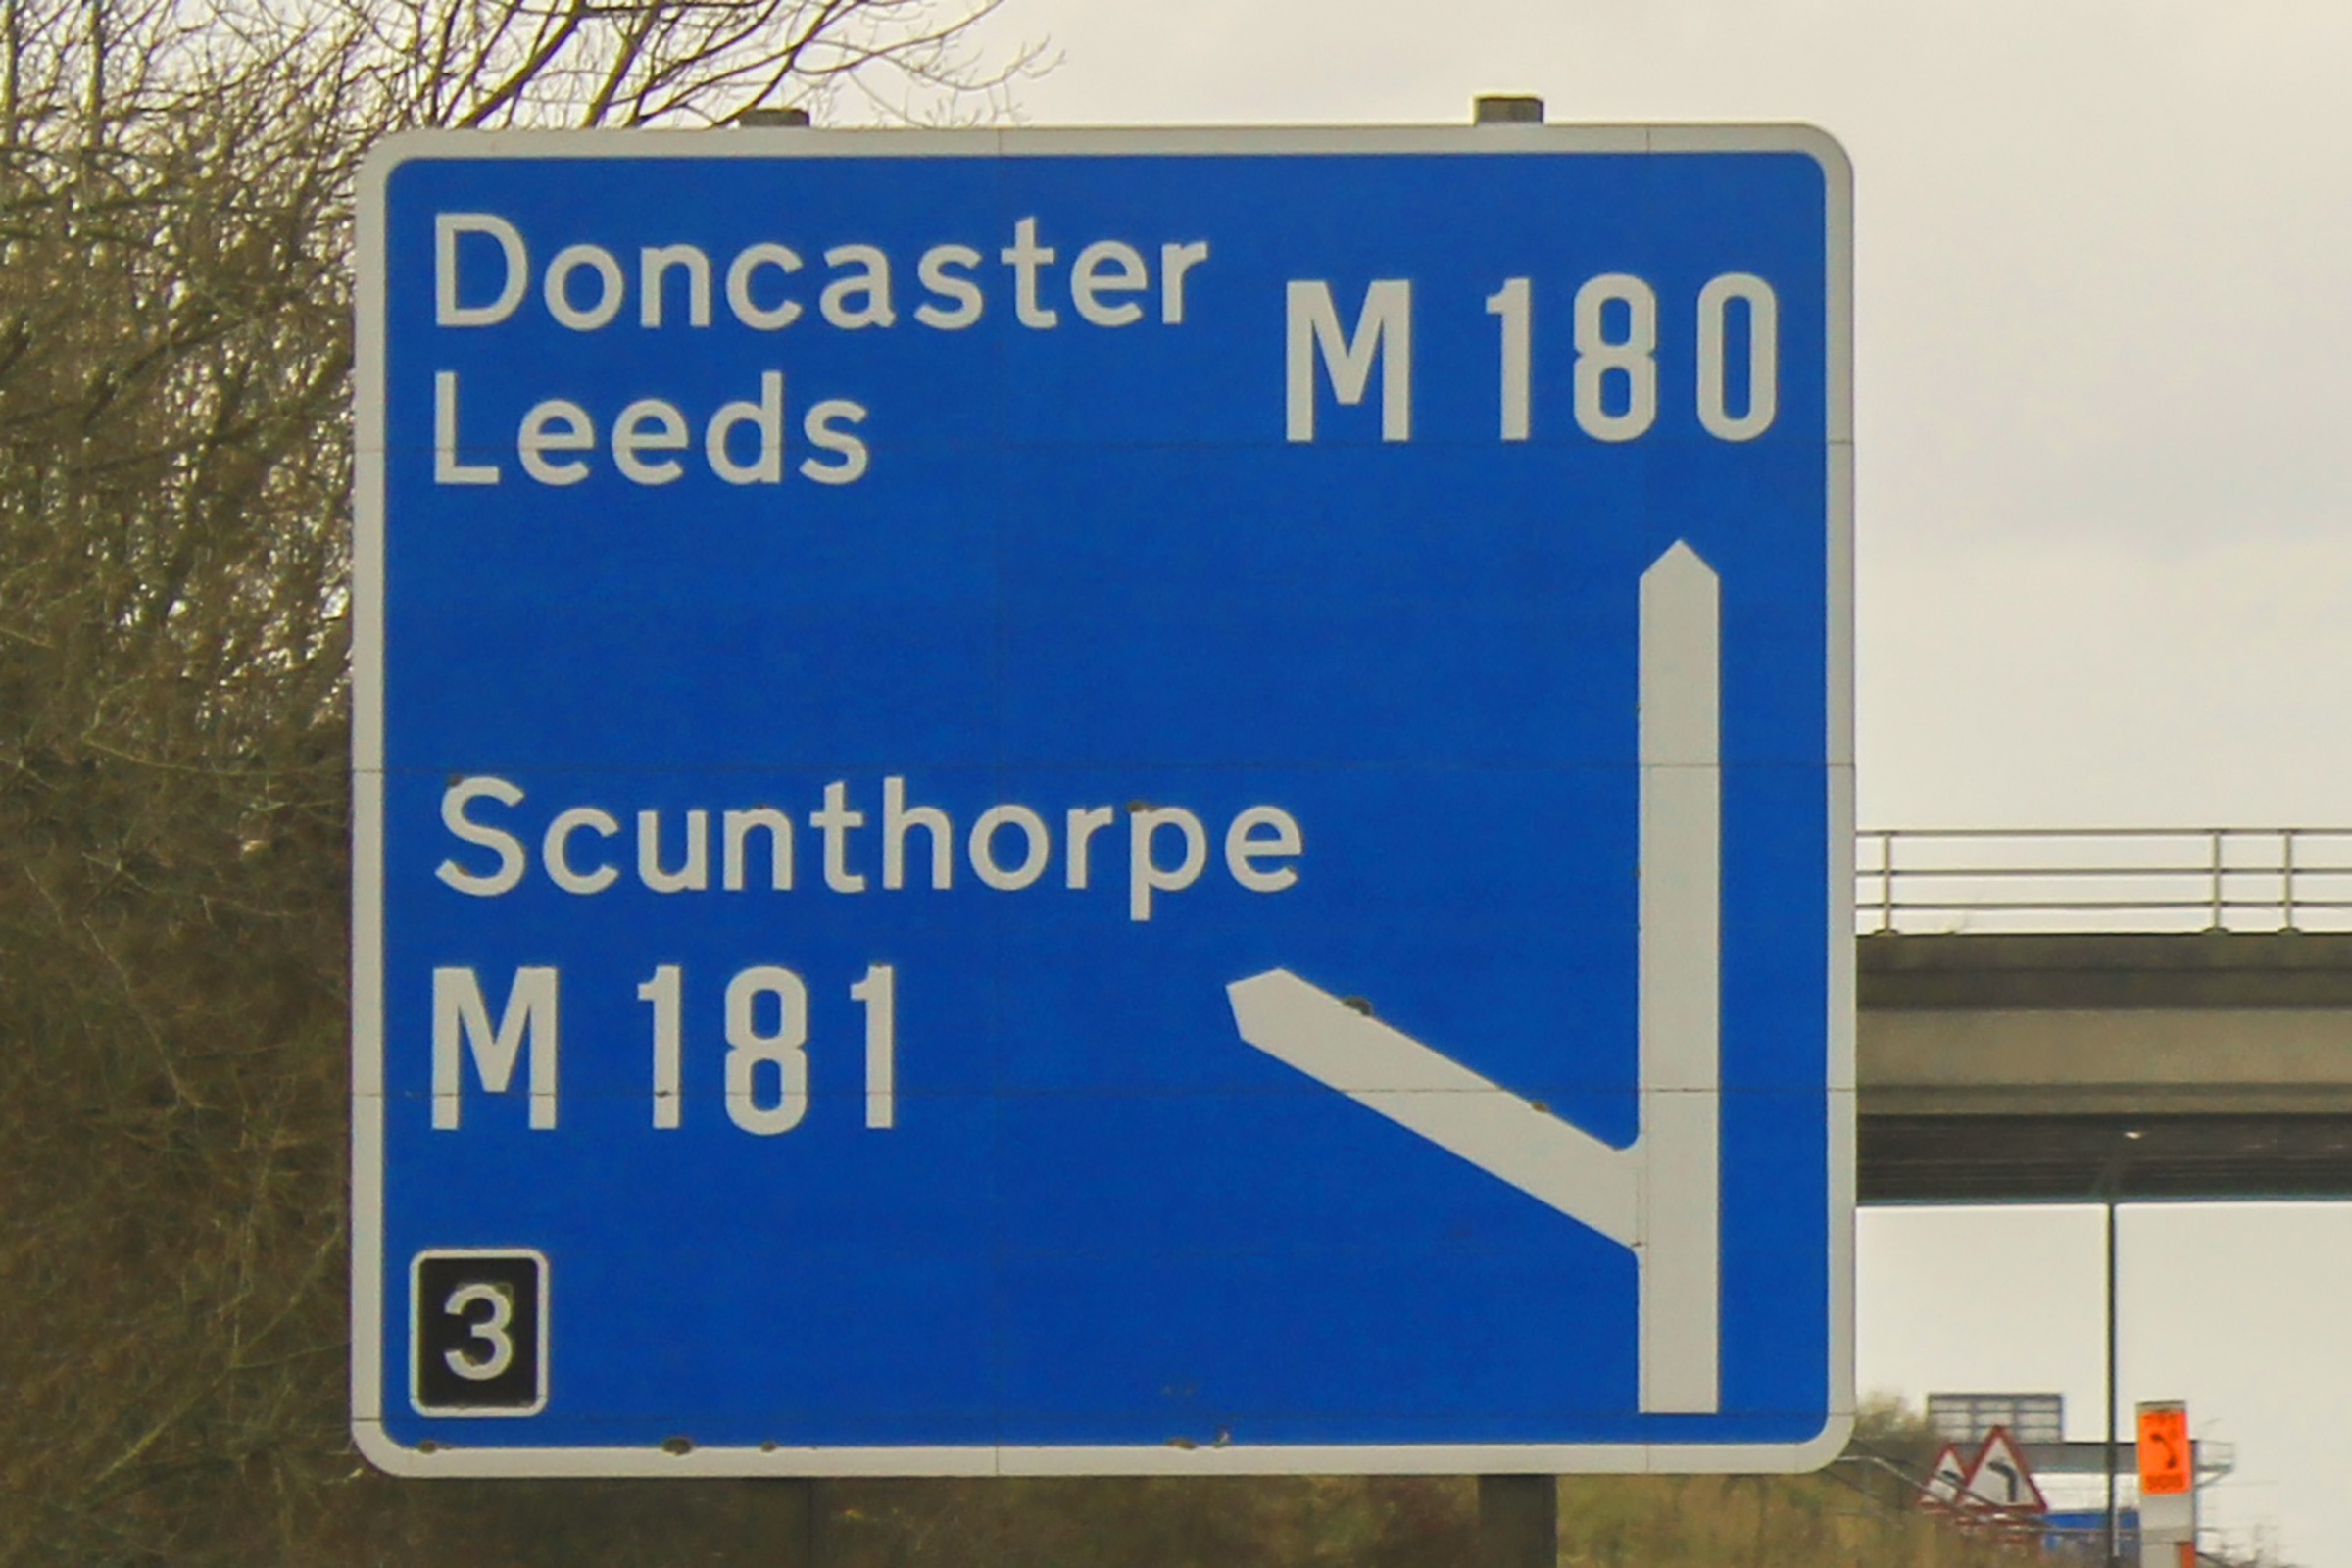 Doncaster
Leeds
M 180
Scunthorpe
M 181
3